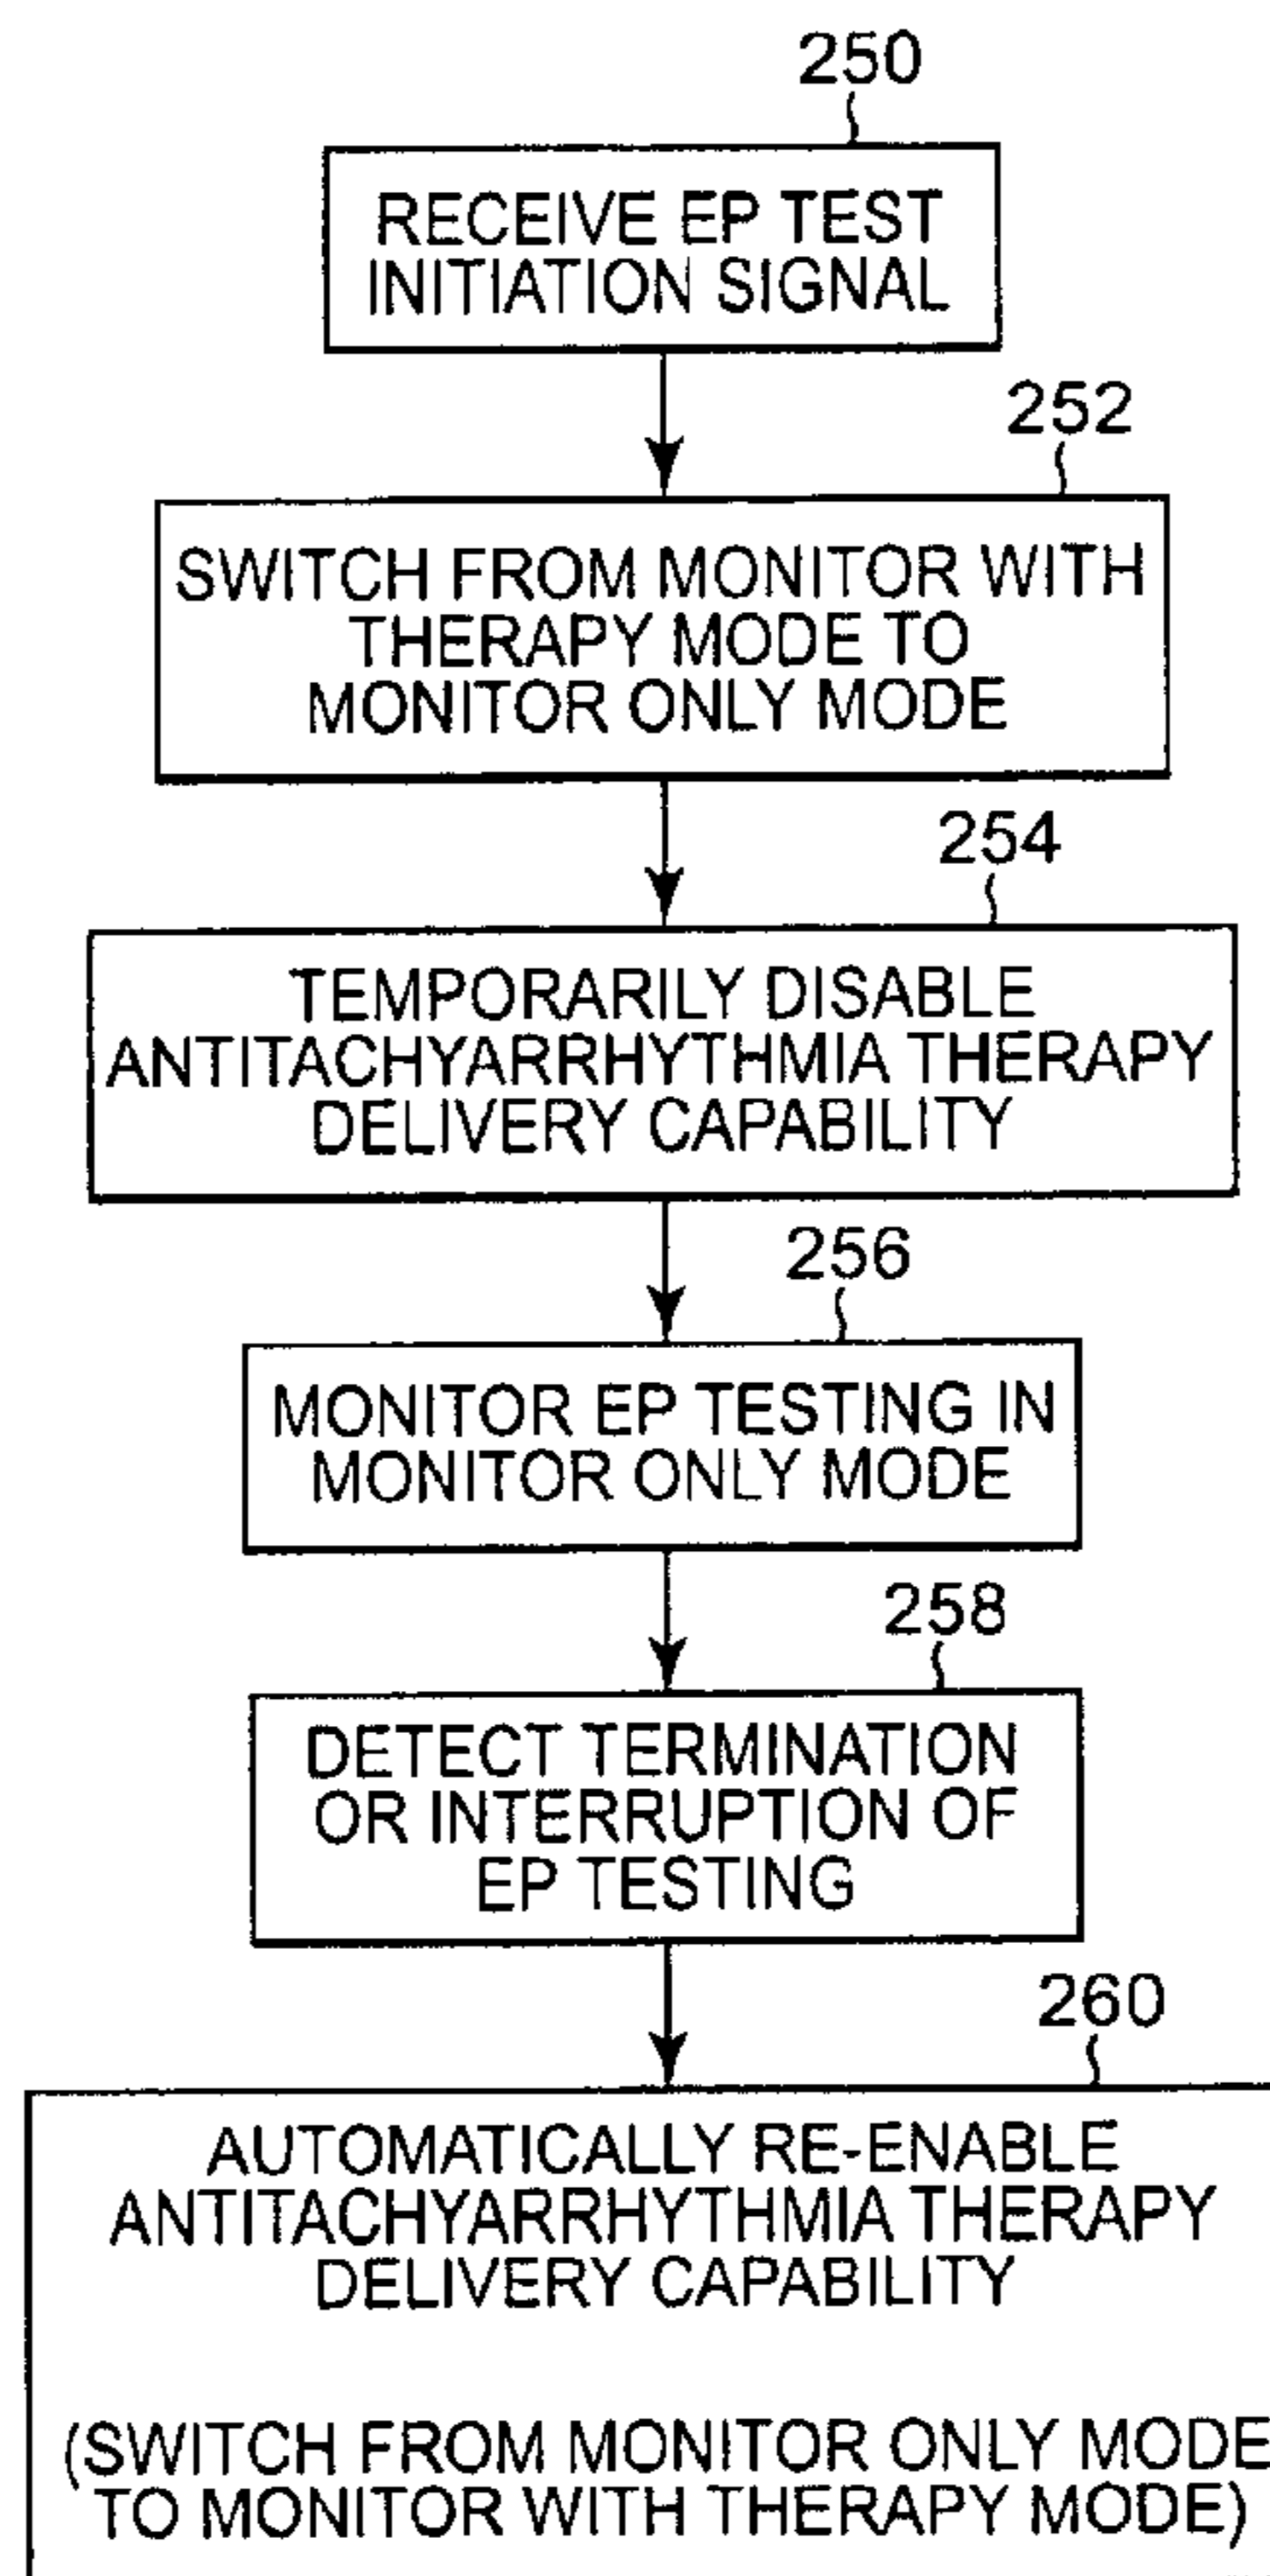 250
RECEIVE EP TEST
INITIATION SIGNAL
252
SWITCH FROM MONITOR WITH
THERAPY MODE TO
MONITOR ONLY MODE
254
TEMPORARILY DISABLE
ANTITACHYARRHYTHMIA THERAPY
DELIVERY CAPABILITY
256
MONITOR EP TESTING IN
MONITOR ONLY MODE
258
DETECT TERMINATION
OR INTERRUPTION OF
EP TESTING
260
AUTOMATICALLY RE-ENABLE
ANTITACHYARRHYTHMIA THERAPY
DELIVERY CAPABILITY
(SWITCH FROM MONITOR ONLY MODE
TO MONITOR WITH THERAPY MODE)